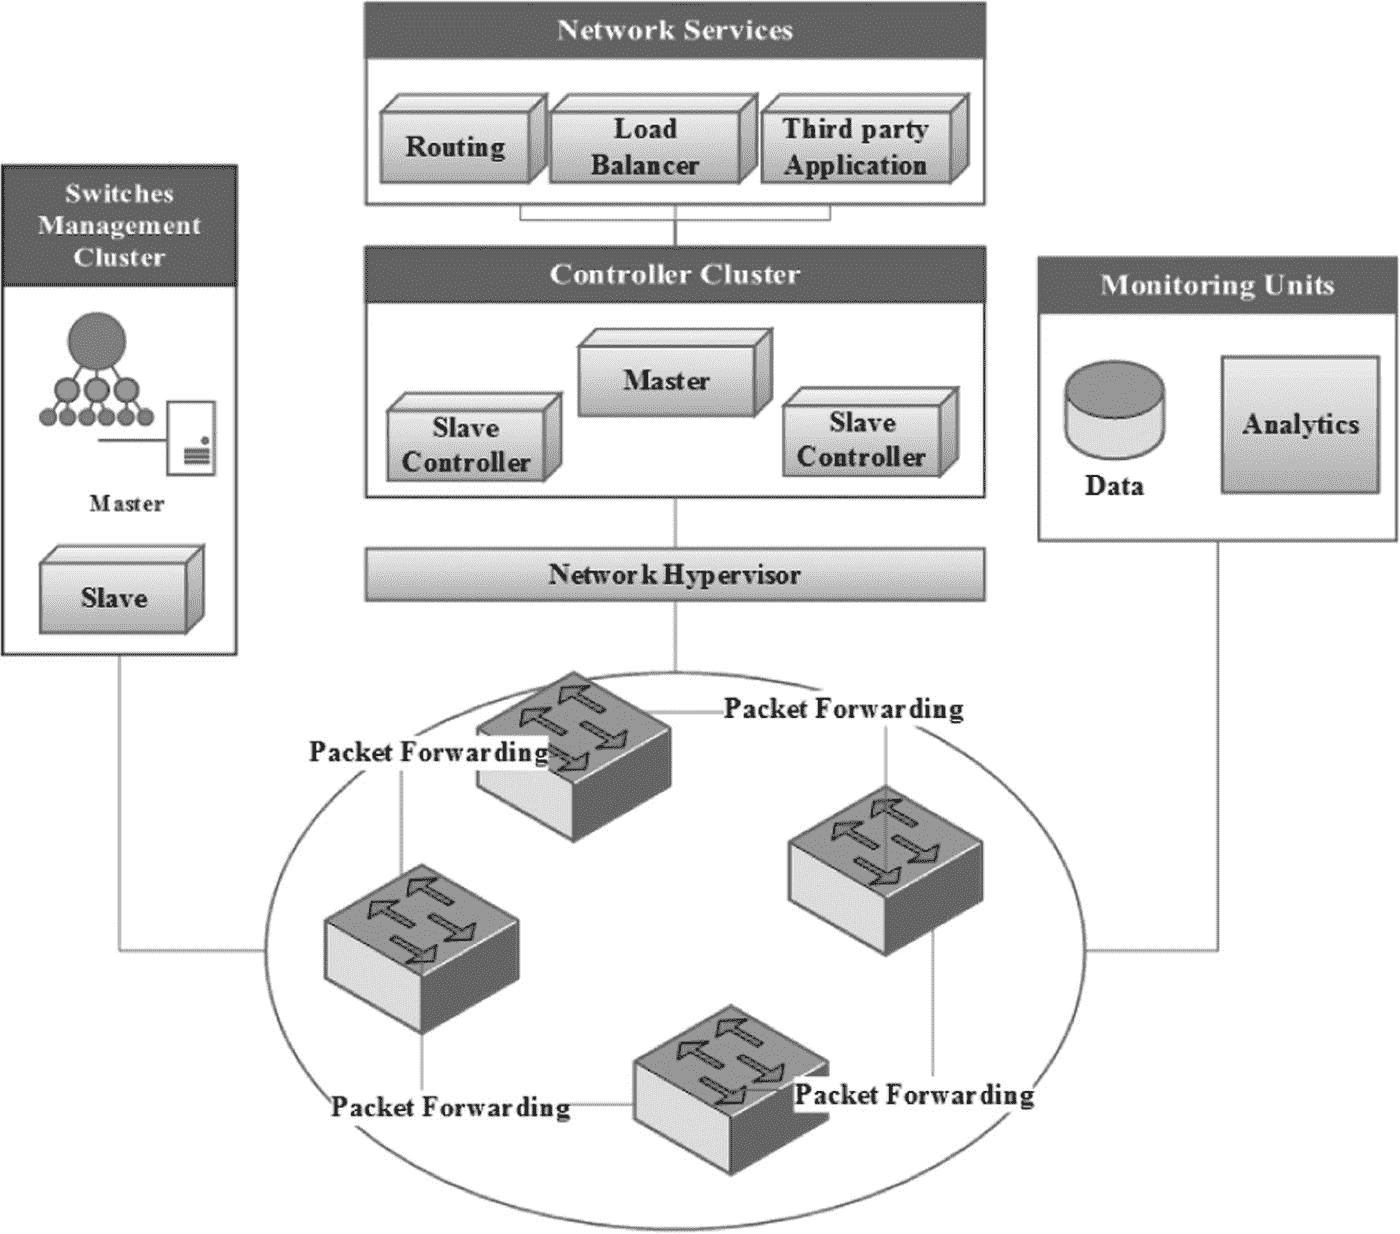 Network Services
Routing
Load
Balancer
Third party
Application
Switches
Management
Cluster
Master
Slave
Controller Cluster
Master
Slave
Controller
Slave
Controller
Monitoring Units
Data
Analytics
Network Hypervisor
Packet Forwarding
Packet Forwarding
Packet Forwarding
Packet Forwarding